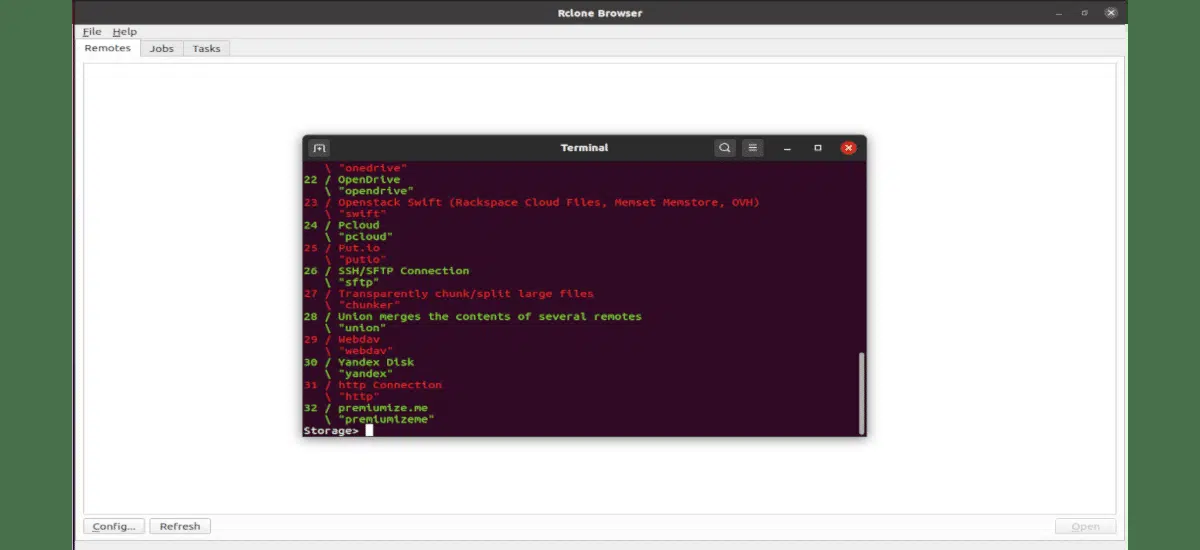 Rclone Browser
File Help
Remotes Jobs Tasks
Terminal
\ "onedrive"
22 / OpenDrive
\ "opendrive"
23 / Openstack Swift (Rackspace Cloud Files, Memset Memstore, OVH)
\ "swift"
24 / Pcloud
\ "pcloud"
25 / Put.io
\ "putio"
26 / SSH/SFTP Connection
\ "sftp"
27 / Transparently chunk/split large files
\ "chunker"
28 / Union merges the contents of several remotes
\ "union"
29 / Webdav
\ "webdav"
30 / Yandex Disk
\ "yandex"
31 / http Connection
\ "http"
32 / premiumize.me
\ "premiumizeme"
Storage>
Config... Refresh Open